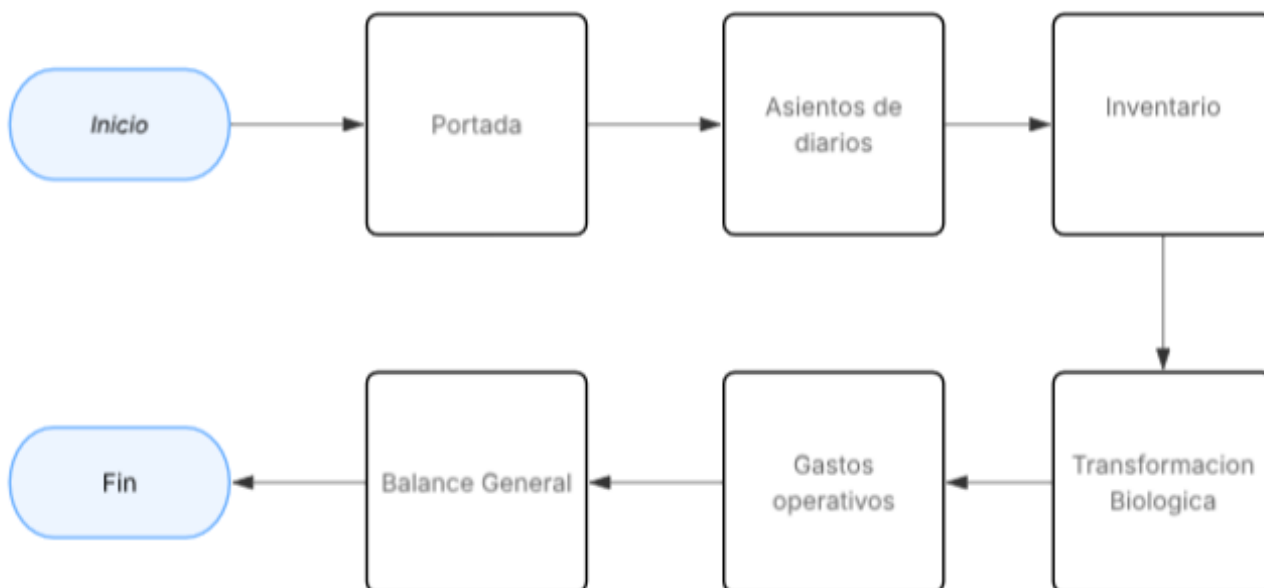 Inicio
Portada
Asientos de
diarios
Inventario
Transformacion
Biologica
Gastos
operativos
Balance General
Fin